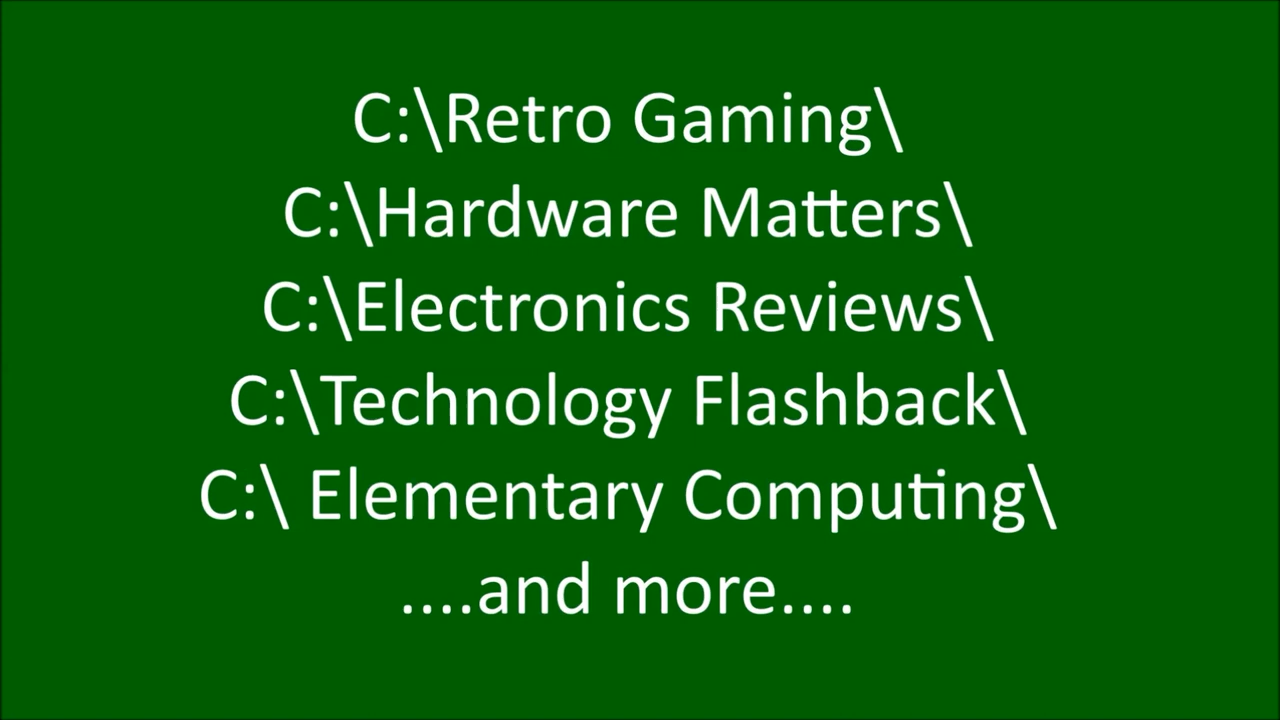 C:\Retro Gaming\
C:\Hardware Matters\
C:\Electronics Reviews\
C:\Technology Flashback\
C:\ Elementary Computing\
....and more....